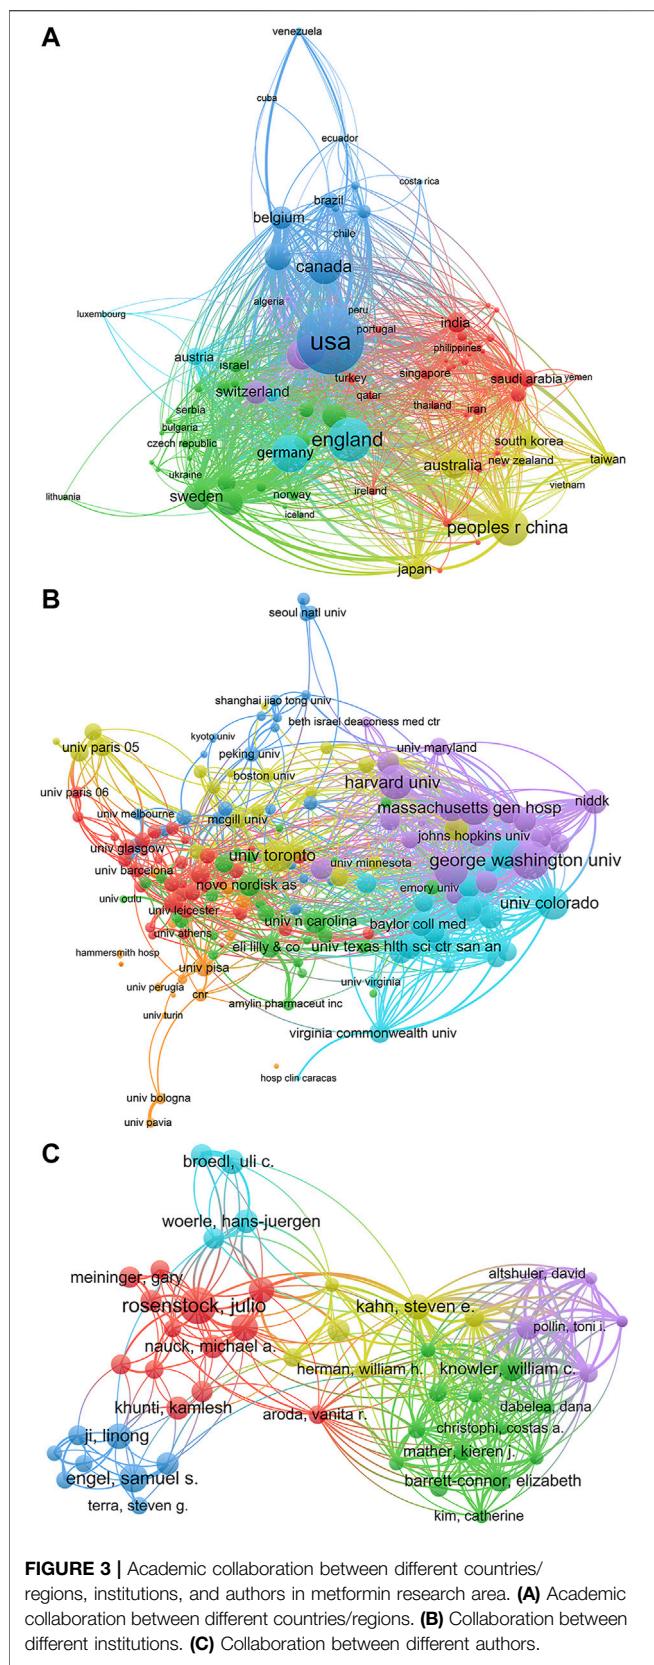 A
venezuela
cuba
ecuador
costa rica
brazil
belgium
chile
canada
algeria
luxembourg
peru
usa
portugal
india
philippines
austria
israel
singapore
turkey
saudi arabia
yemen
switzerland
qatar
thailand
iran
serbia
bulgaria
czech republic
england
south korea
germany
australia
new zealand
taiwan
ukraine
vietnam
lithuania
sweden
norway
ireland
iceland
peoples r china
japan
B
seoul natl univ
shanghai jiao tong univ
beth israel deaconess med ctr
kyoto univ
univ paris 05
peking univ
univ maryland
boston univ
harvard univ
univ paris 06
niddk
massachusetts gen hosp
univ melbourne
mcgill univ
johns hopkins univ
univ glasgow
univ toronto
univ minnesota
george washington univ
univ barcelona
novo nordisk as
emory univ
univ oulu
univ colorado
univ leicester
univ n carolina
baylor coll med
univ athens
eli lilly & co
univ texas hlth sci ctr san an
hammersmith hosp
univ pisa
univ perugia
cnr
univ virginia
amylin pharmaceut inc
univ turin
virginia commonwealth univ
hosp clin caracas
univ bologna
univ pavia
C
broedl, uli c.
woerle, hans-juergen
meininger, gary
altshuler, david
rosenstock, julio
kahn, steven e.
pollin, toni i.
nauck, michael a.
herman, william h.
knowler, william c.
khunti, kamlesh
aroda, vanita r.
dabelea, dana
christophi, costas a.
ji, linong
mather, kieren j.
engel, samuel s.
barrett-connor, elizabeth
terra, steven g.
kim, catherine
FIGURE 3 | Academic collaboration between different countries/
regions, institutions, and authors in metformin research area. (A) Academic
collaboration between different countries/regions. (B) Collaboration between
different institutions. (C) Collaboration between different authors.